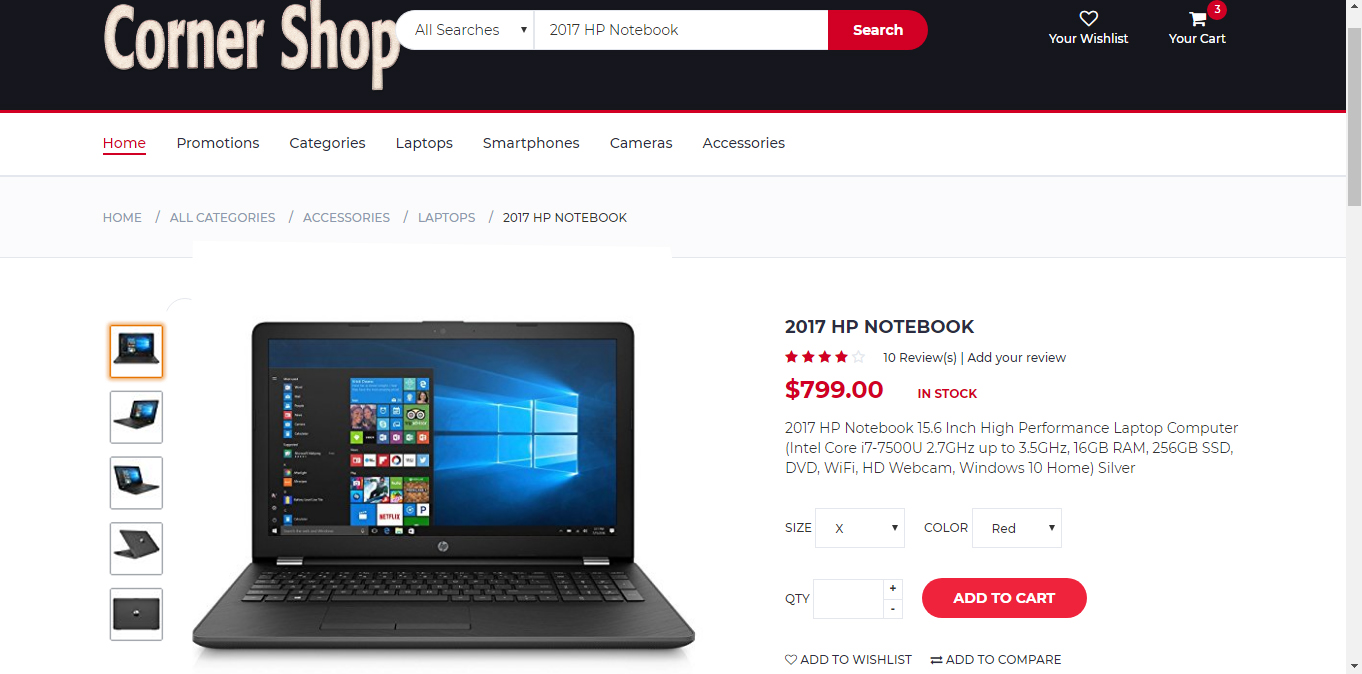 Corner Shop
All Searches
2017 HP Notebook
Search
Your Wishlist
3
Your Cart
Home
Promotions
Categories
Laptops
Smartphones
Cameras
Accessories
HOME / ALL CATEGORIES / ACCESSORIES / LAPTOPS / 2017 HP NOTEBOOK
NETFLIX
hp
2017 HP NOTEBOOK
10 Review(s) | Add your review
$799.00 IN STOCK
2017 HP Notebook 15.6 Inch High Performance Laptop Computer
(Intel Core i7-7500U 2.7GHz up to 3.5GHz, 16GB RAM, 256GB SSD,
DVD, WiFi, HD Webcam, Windows 10 Home) Silver
SIZE X COLOR Red
QTY + -
ADD TO CART
ADD TO WISHLIST
ADD TO COMPARE